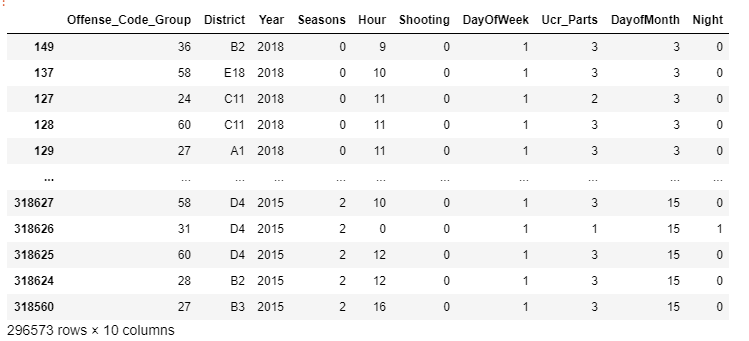 Offense_Code_Group District Year Seasons Hour Shooting DayOfWeek Ucr_Parts DayofMonth Night
149 36 B2 2018 0 9 0 1 3 3 0
137 58 E18 2018 0 10 0 1 3 3 0
127 24 C11 2018 0 11 0 1 2 3 0
128 60 C11 2018 0 11 0 1 3 3 0
129 27 A1 2018 0 11 0 1 3 3 0
... ... ... ... ... ... ... ... ... ... ...
318627 58 D4 2015 2 10 0 1 3 15 0
318626 31 D4 2015 2 0 0 1 1 15 1
318625 60 D4 2015 2 12 0 1 3 15 0
318624 28 B2 2015 2 12 0 1 3 15 0
318560 27 B3 2015 2 16 0 1 3 15 0
296573 rows × 10 columns